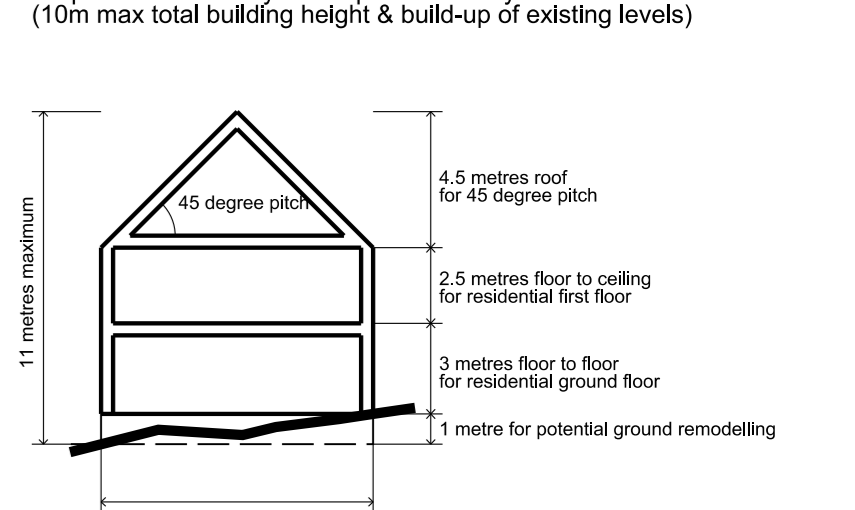 (10m max total building height & build-up of existing levels)
11 metres maximum
45 degree pitch
4.5 metres roof
for 45 degree pitch
2.5 metres floor to ceiling
for residential first floor
3 metres floor to floor
for residential ground floor
1 metre for potential ground remodelling